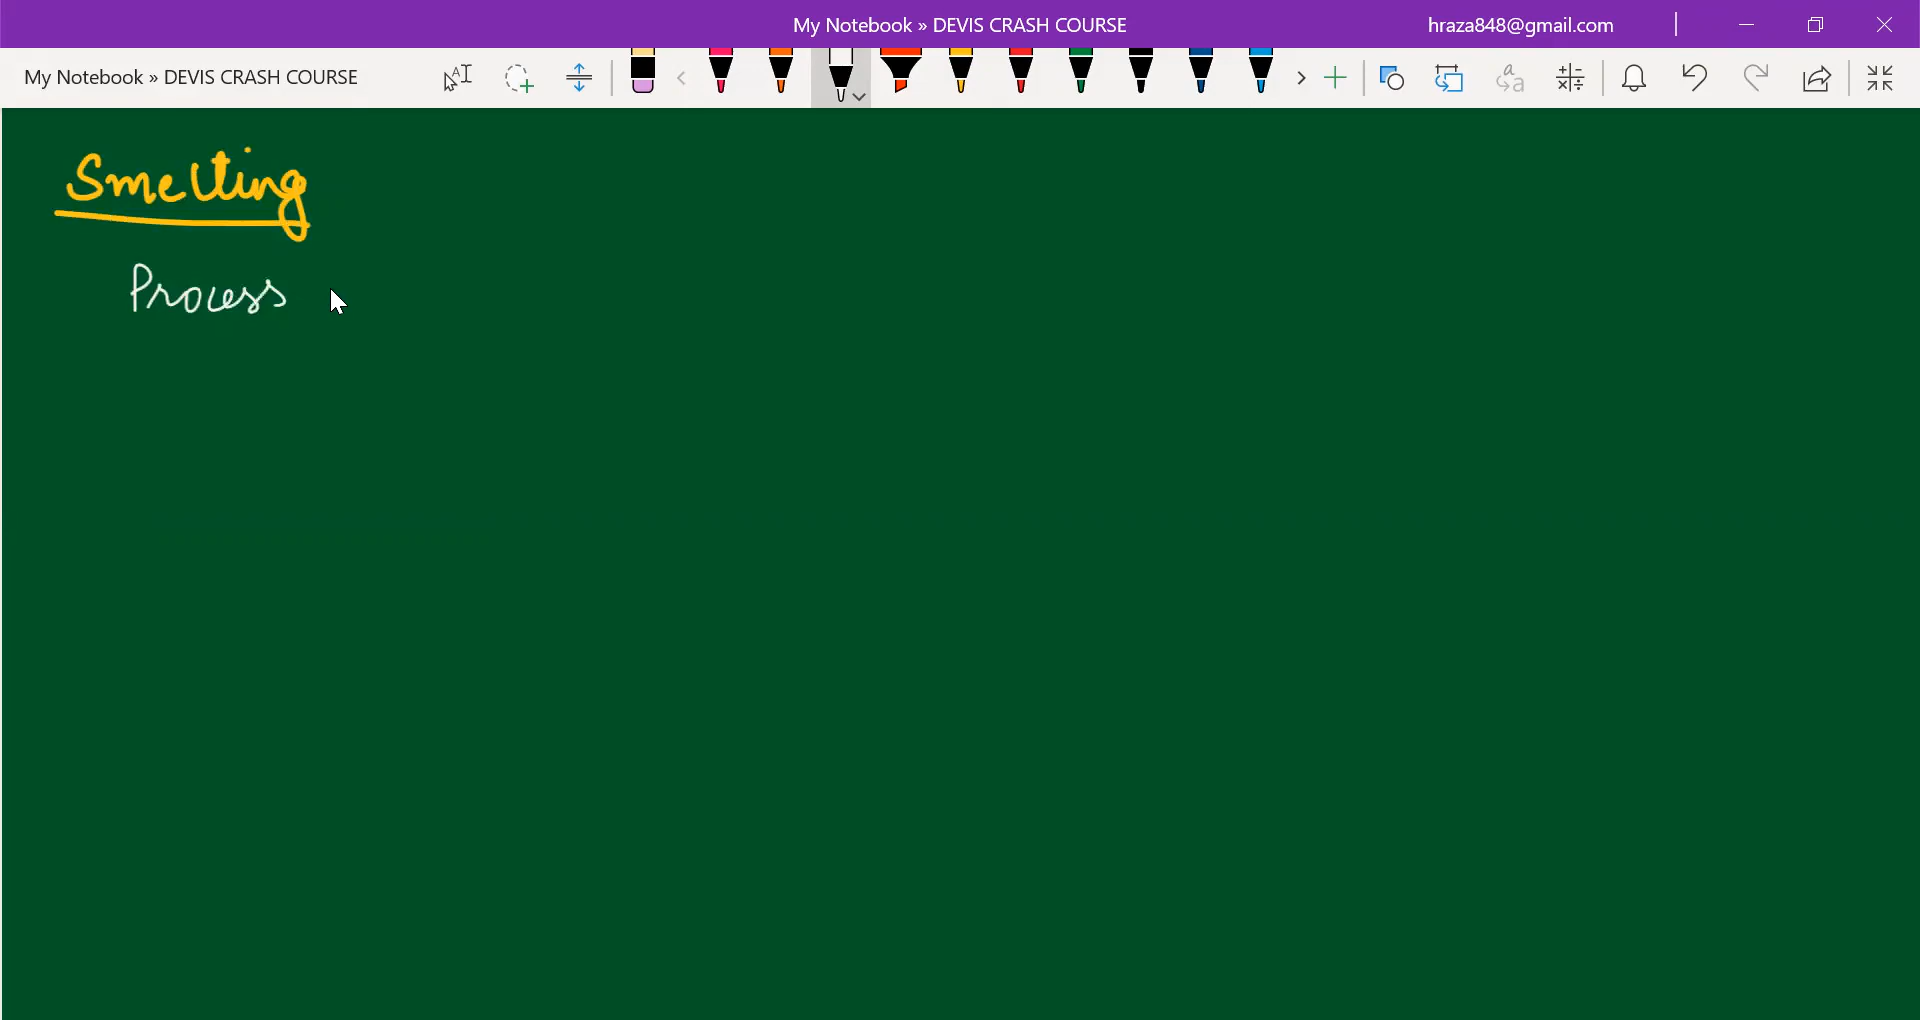 My Notebook » DEVIS CRASH COURSE
hraza848@gmail.com
My Notebook » DEVIS CRASH COURSE
Smelting
Process